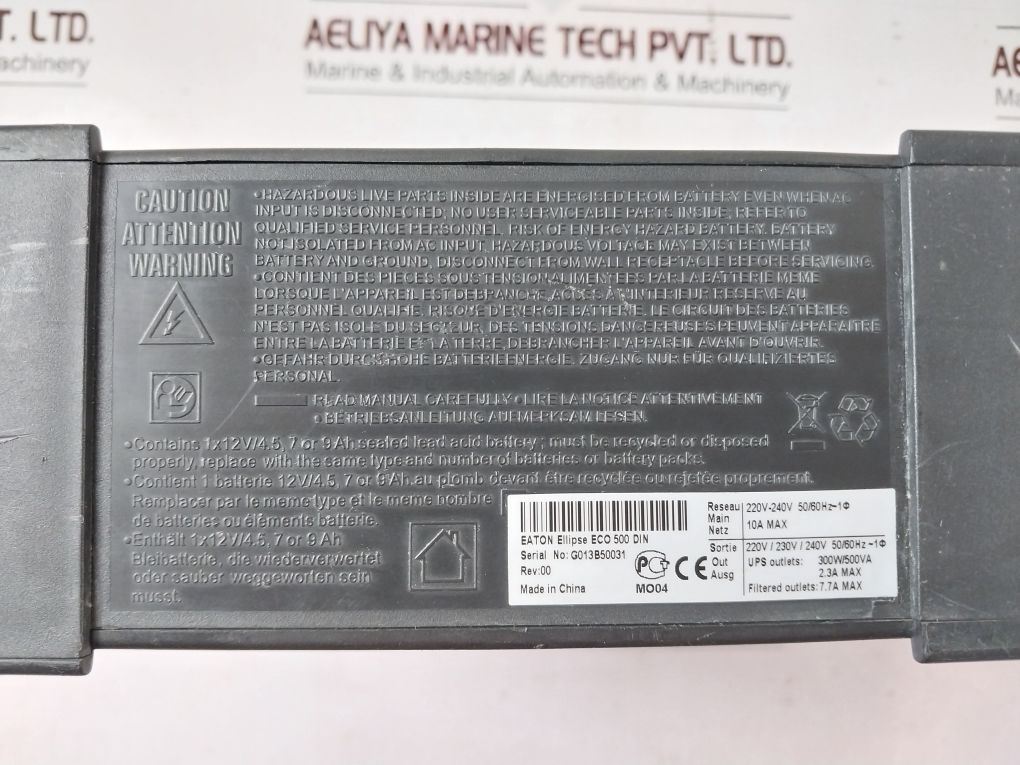 T. LTD.
achinery
AELIYA MARINE TECH PVT. LTD.
Marine & Industrial Automation & Machinery
AE
Ma
CAUTION
ATTENTION
WARNING
•HAZARDOUS LIVE PARTS INSIDE ARE ENERGISED FROM BATTERY EVEN WHEN AC
INPUT IS DISCONNECTED; NO USER SERVICEABLE PARTS INSIDE; REFER TO
QUALIFIED SERVICE PERSONNEL. RISK OF ENERGY HAZARD BATTERY. BATTERY
NOT ISOLATED FROM AC INPUT, HAZARDOUS VOLTAGE MAY EXIST BETWEEN
BATTERY AND GROUND, DISCONNECT FROM WALL RECEPTACLE BEFORE SERVICING.
•CONTIENT DES PIECES SOUS TENSION ALIMENTEES PAR LA BATTERIE MEME
LORSQUE L'APPAREIL EST DEBRANCHE, ACCES A L'INTERIEUR RESERVE AU
PERSONNEL QUALIFIE. RISQUE D'ENERGIE BATTERIE. LE CIRCUIT DES BATTERIES
N'EST PAS ISOLE DU SECTEUR, DES TENSIONS DANGEREUSES PEUVENT APPARAITRE
ENTRE LA BATTERIE ET LA TERRE, DEBRANCHER L'APPAREIL AVANT D'OUVRIR.
•GEFAHR DURCH HOHE BATTERIEENERGIE. ZUGANG NUR FÜR QUALIFIZIERTES
PERSONAL.
READ MANUAL CAREFULLY • LIRE LA NOTICE ATTENTIVEMENT
• BETRIEBSANLEITUNG AUFMERKSAM LESEN.
•Contains 1x12V/4.5, 7 or 9 Ah sealed lead acid battery ; must be recycled or disposed
properly, replace with the same type and number of batteries or battery packs.
•Contient 1 batterie 12V/4.5, 7 or 9 Ah au plomb devant être recyclée ou rejetée proprement.
Remplacer par le meme type et le meme nombre
de batteries ou éléments batterie.
•Enthält 1x12V/4.5, 7 or 9 Ah
Bleibatterie, die wiederverwertet
oder sauber weggeworfen sein
musst.
EATON Ellipse ECO 500 DIN
Serial No: G013B50031
Rev:00
Made in China
PCT
MO04
CE
Reseau 220V-240V 50/60Hz~1Φ
Main
Netz 10A MAX
Sortie 220V / 230V / 240V 50/60Hz ~1Φ
Out UPS outlets: 300W/500VA
Ausg 2.3A MAX
Filtered outlets: 7.7A MAX